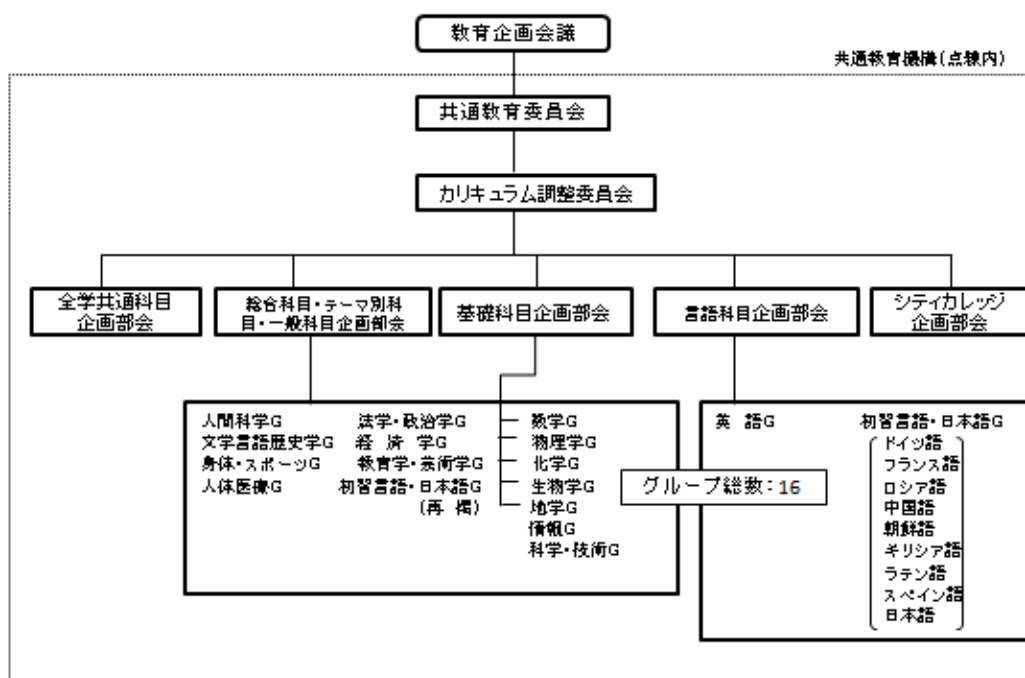 教育企画会議
共通教育機構(点線内)
共通教育委員会
カリキュラム調整委員会
全学共通科目
企画部会
総合科目・テーマ別科
目・一般科目企画部会
基礎科目企画部会
言語科目企画部会
シティカレッジ
企画部会
人間科学G
文学言語歴史学G
身体・スポーツG
人体医療G
法学・政治学G
経 済 学G
教育学・芸術学G
初習言語・日本語G
(再 掲)
数学G
物理学G
化学G
生物学G
地学G
情報G
科学・技術G
グループ総数：16
英 語G
初習言語・日本語G
ドイツ語
フランス語
ロシア語
中国語
朝鮮語
ギリシア語
ラテン語
スペイン語
日本語